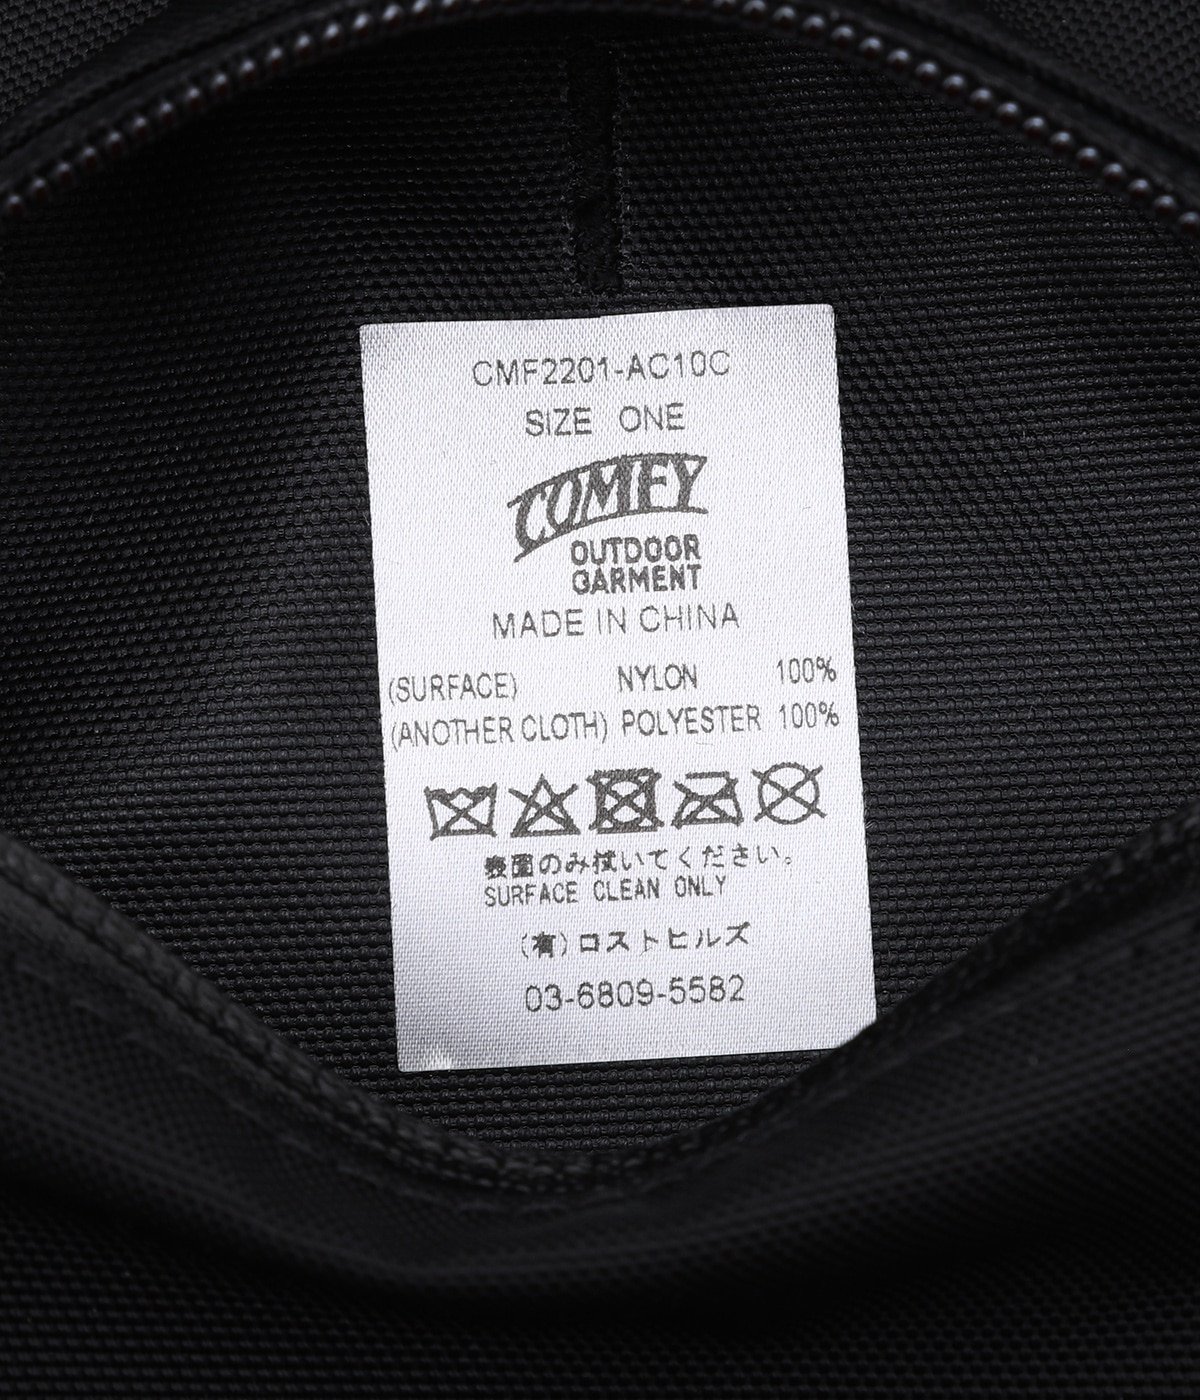 CMF2201-AC10C
SIZE ONE
COMFY
OUTDOOR
GARMENT
MADE IN CHINA
(SURFACE) NYLON 100%
(ANOTHER CLOTH) POLYESTER 100%
表面のみ拭いてください。
SURFACE CLEAN ONLY
(有)ロストヒルズ
03-6809-5582